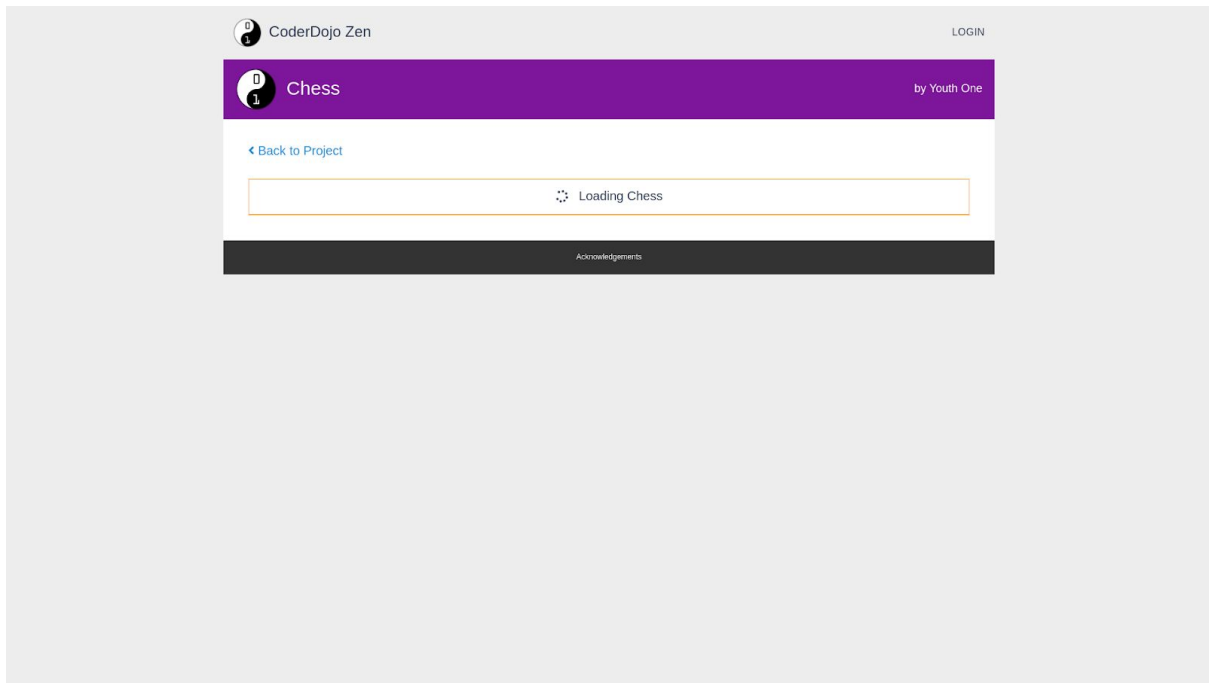 CoderDojo Zen
LOGIN
Chess
by Youth One
Back to Project
Loading Chess
Acknowledgements